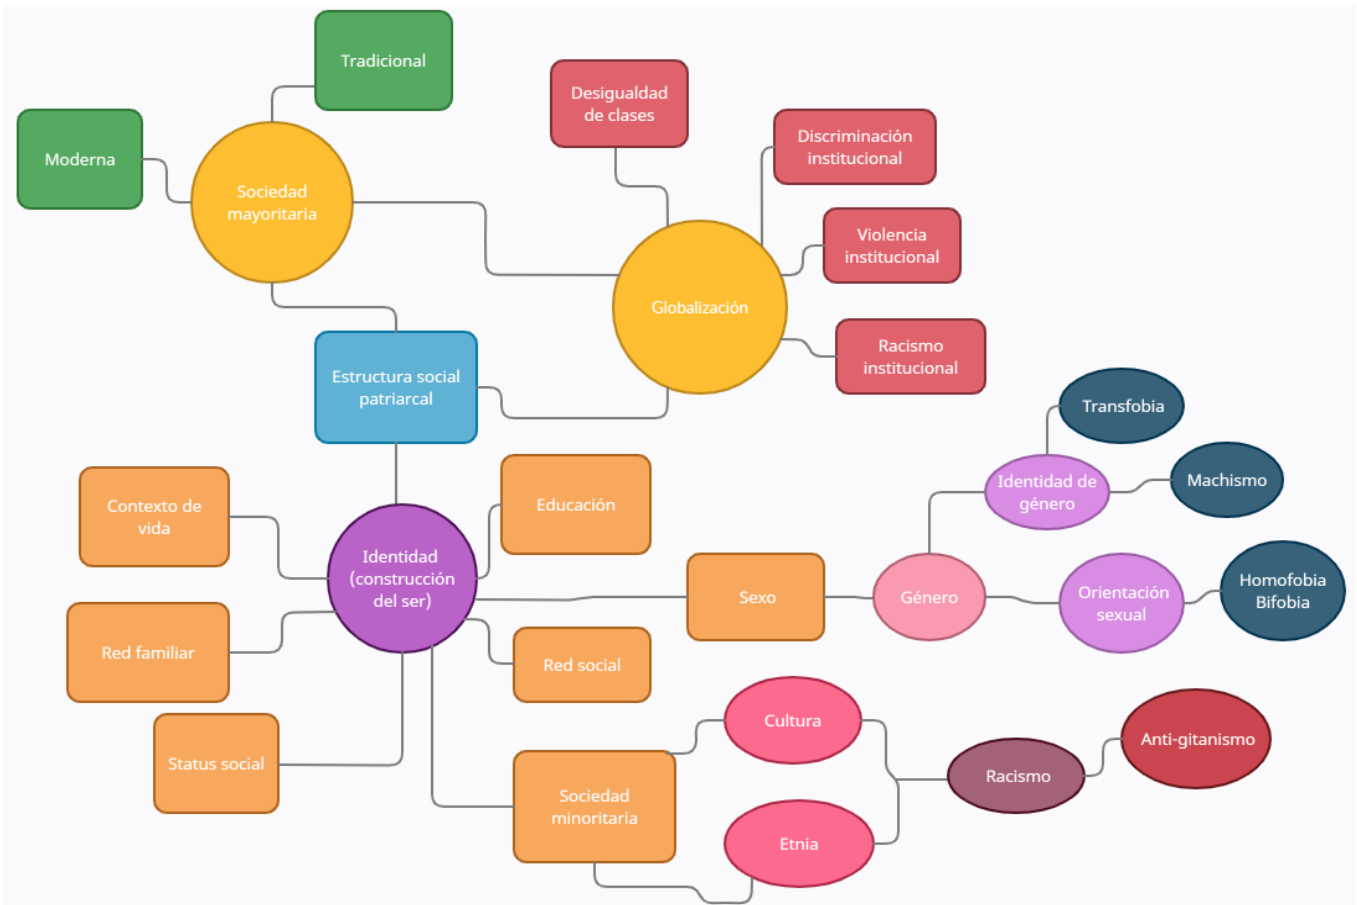 Tradicional
Moderna
Sociedad
mayoritaria
Desigualdad
de clases
Discriminación
institucional
Violencia
institucional
Globalización
Racismo
institucional
Estructura social
patriarcal
Transfobia
Identidad de
género
Machismo
Contexto de
vida
Educación
Identidad
(construcción
del ser)
Sexo
Género
Orientación
sexual
Homofobia
Bifobia
Red familiar
Red social
Status social
Sociedad
minoritaria
Cultura
Etnia
Racismo
Anti-gitanismo